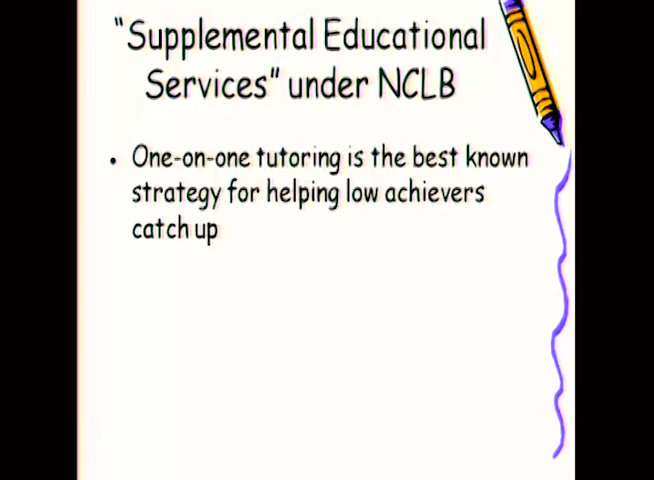 “Supplemental Educational
Services” under NCLB
• One-on-one tutoring is the best known
strategy for helping low achievers
catch up